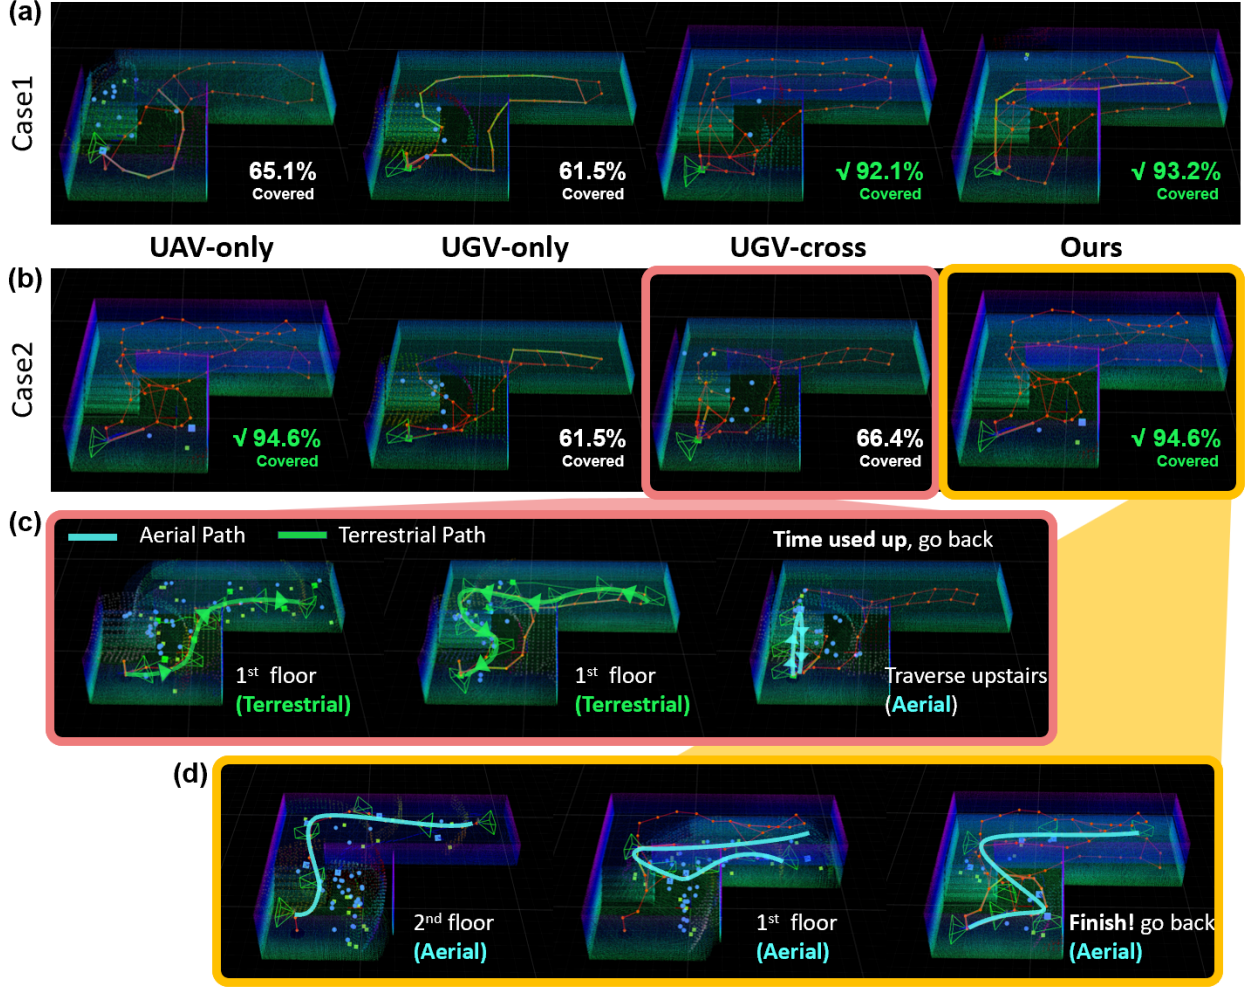 (a)
Case1
65.1%
Covered
61.5%
Covered
√ 92.1%
Covered
√ 93.2%
Covered
UAV-only
UGV-only
UGV-cross
Ours
(b)
Case2
√ 94.6%
Covered
61.5%
Covered
66.4%
Covered
√ 94.6%
Covered
(c)
Aerial Path
Terrestrial Path
Time used up, go back
1st floor
(Terrestrial)
1st floor
(Terrestrial)
Traverse upstairs
(Aerial)
(d)
2nd floor
(Aerial)
1st floor
(Aerial)
Finish! go back
(Aerial)